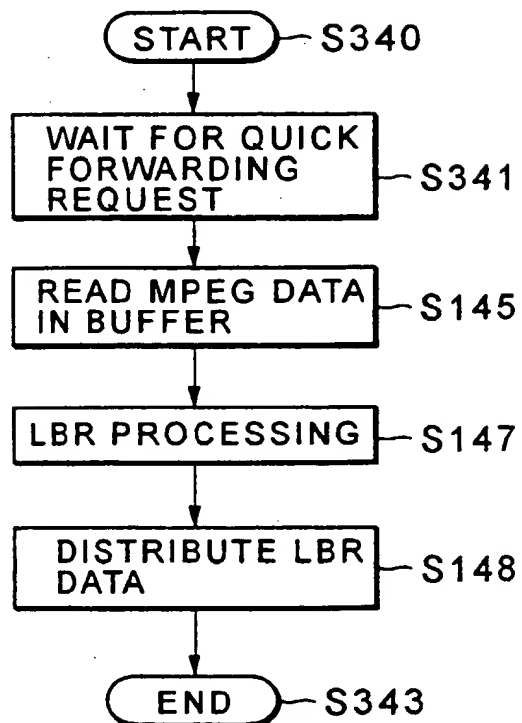 START S340
WAIT FOR QUICK
FORWARDING
REQUEST
S341
READ MPEG DATA
IN BUFFER
S145
LBR PROCESSING S147
DISTRIBUTE LBR
DATA
S148
END S343